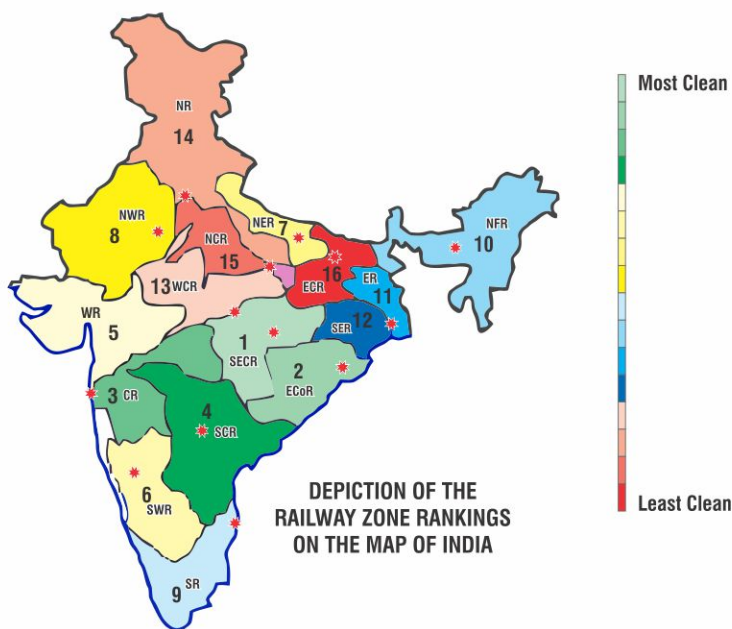 Most Clean
NR
14
NWR
8
NER 7
NCR
15
NFR
10
13 WCR
16
ECR
ER
11
WR
5
12
SER
1
SECR
2
ECoR
3 CR
4
SCR
6
SWR
9 SR
DEPICTION OF THE
RAILWAY ZONE RANKINGS
ON THE MAP OF INDIA
Least Clean